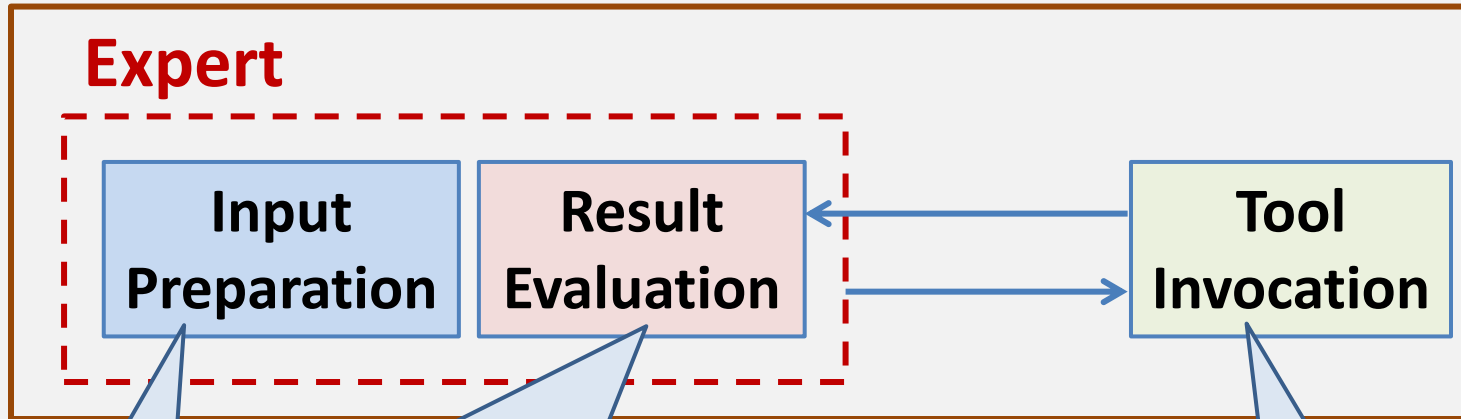 Expert
Input
Preparation
Result
Evaluation
Tool
Invocation